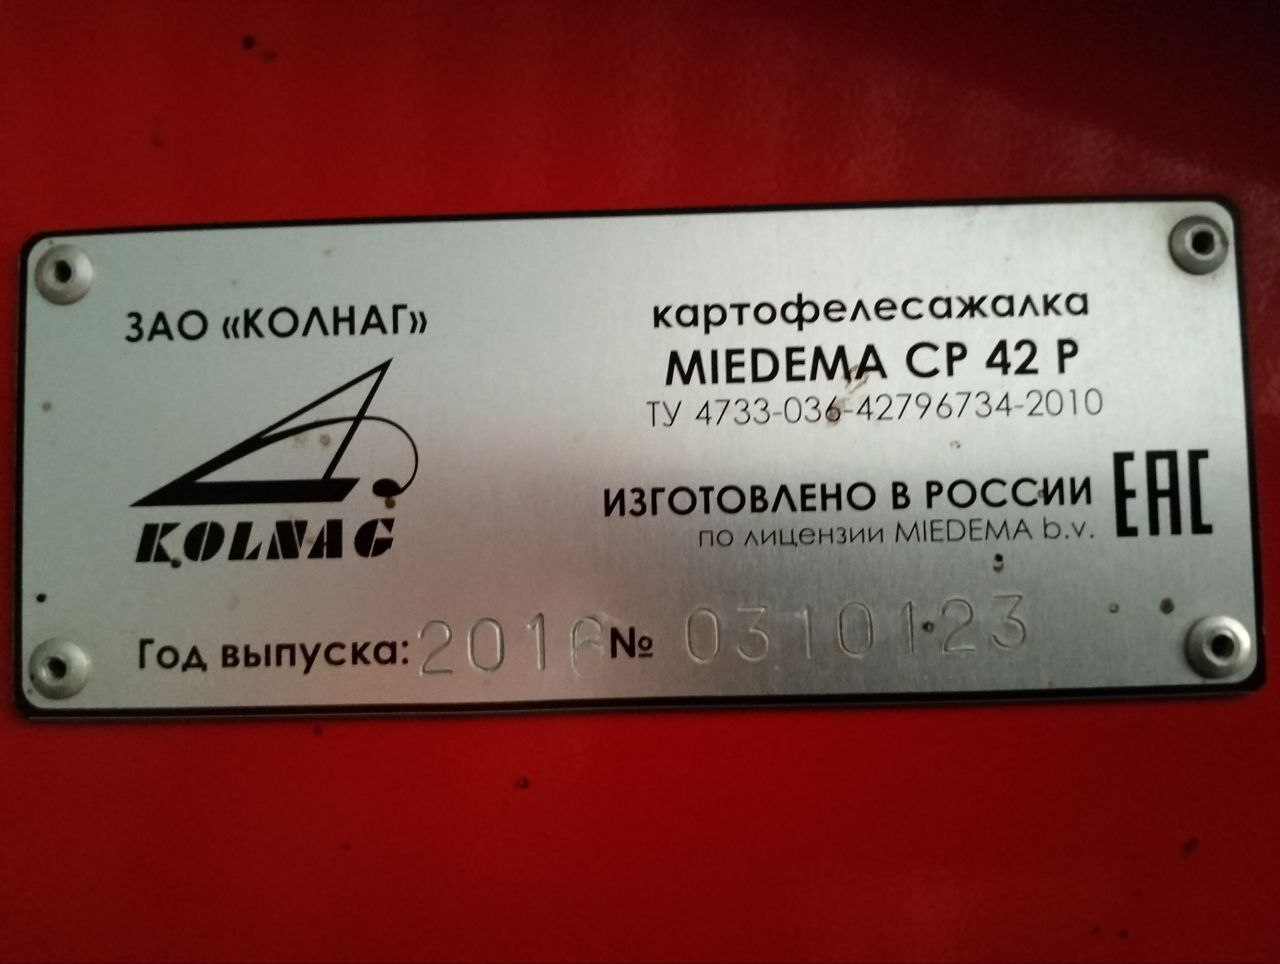 ЗАО «КОЛНАГ»
KOLNAG
картофелесажалка
MIEDEMA CP 42 P
ТУ 4733-036-42796734-2010
ИЗГОТОВЛЕНО В РОССИИ
по лицензии MIEDEMA b.v.
EAC
Год выпуска: 2016 № 0310123